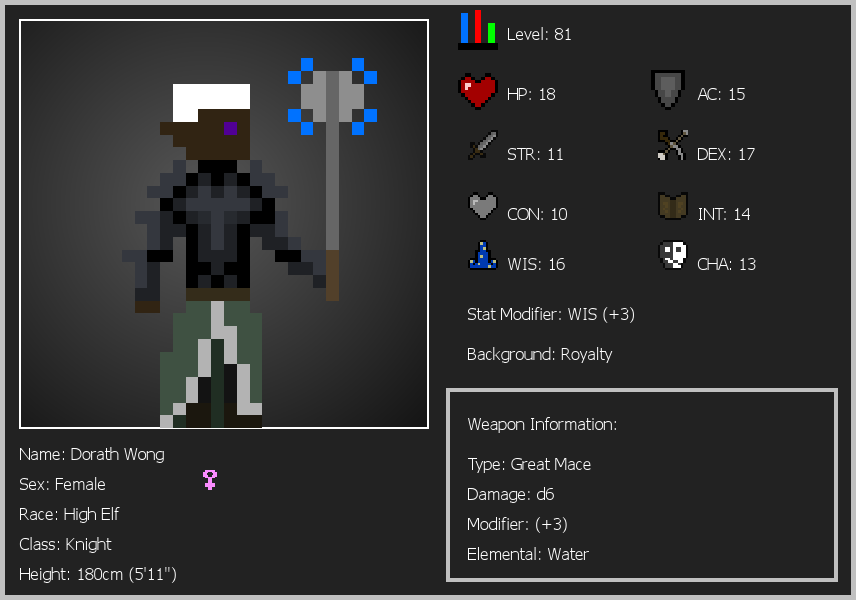 Level: 81
HP: 18
AC: 15
STR: 11
DEX: 17
CON: 10
INT: 14
WIS: 16
CHA: 13
Stat Modifier: WIS (+3)
Background: Royalty
Weapon Information:
Type: Great Mace
Damage: d6
Modifier: (+3)
Elemental: Water
Name: Dorath Wong
Sex: Female
Race: High Elf
Class: Knight
Height: 180cm (5'11")